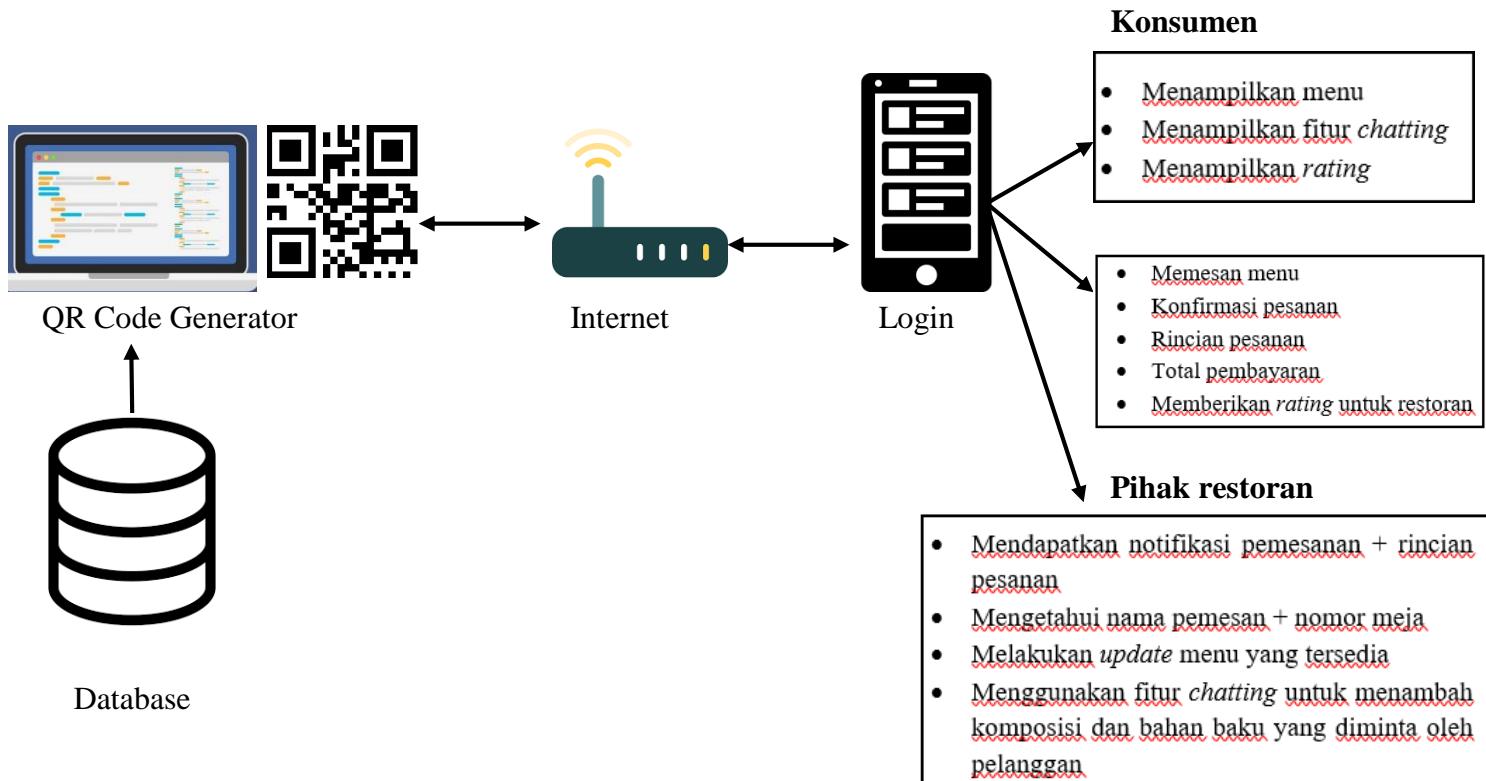 Konsumen
• Menampilkan menu
• Menampilkan fitur chatting
• Menampilkan rating
QR Code Generator
Internet
Login
• Memesan menu
• Konfirmasi pesanan
• Rincian pesanan
• Total pembayaran
• Memberikan rating untuk restoran
Database
Pihak restoran
• Mendapatkan notifikasi pemesanan + rincian
pesanan
• Mengetahui nama pemesan + nomor meja
• Melakukan update menu yang tersedia
• Menggunakan fitur chatting untuk menambah
komposisi dan bahan baku yang diminta oleh
pelanggan